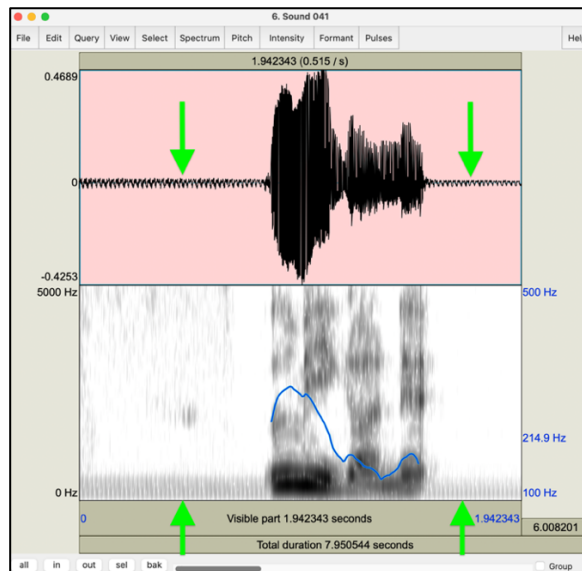 6. Sound 041
File Edit Query View Select Spectrum Pitch Intensity Formant Pulses Hel
1.942343 (0.515 / s)
0.4689
0
-0.4253
5000 Hz 500 Hz
214.9 Hz
0 Hz 100 Hz
0 Visible part 1.942343 seconds 1.942343
6.008201
Total duration 7.950544 seconds
all in out sel bak Group